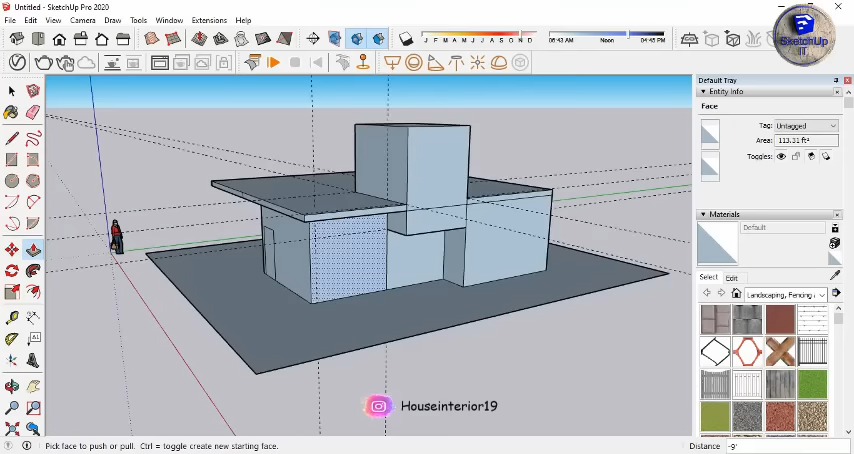 Untitled - SketchUp Pro 2020
File Edit View Camera Draw Tools Window Extensions Help
J F M A M J J A S O N D
06:43 AM Noon 04:45 PM
SketchUp
IT
Default Tray
Entity Info
Face
Tag: Untagged
Area: 113.31 ft²
Toggles:
Materials
Default
Select Edit
Landscaping, Fencing
A1
Houseinterior19
Pick face to push or pull. Ctrl = toggle create new starting face.
Distance -9'